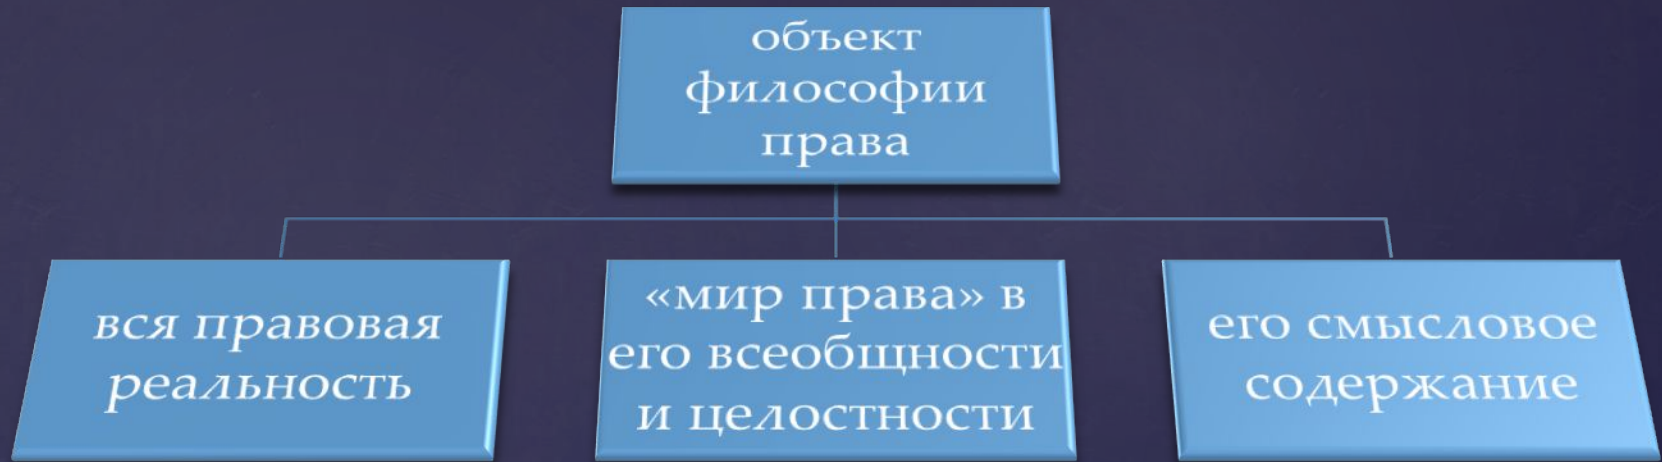 объект
философии
права
вся правовая
реальность
«мир права» в
его всеобщности
и целостности
его смысловое
содержание